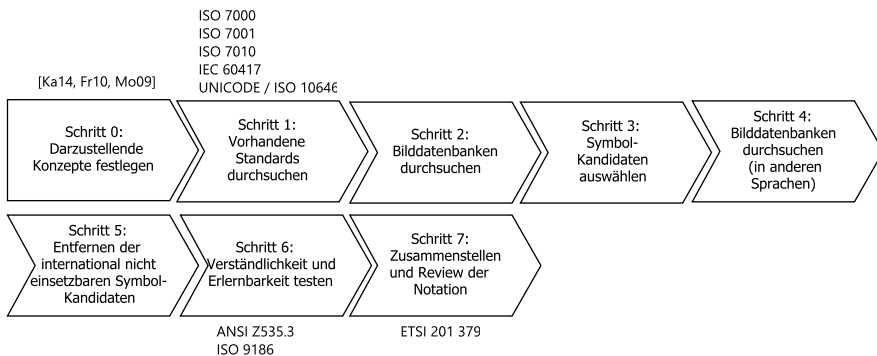 ISO 7000
ISO 7001
ISO 7010
IEC 60417
UNICODE / ISO 10646
[Ka14, Fr10, Mo09]
Schritt 0:
Darzustellende
Konzepte festlegen
Schritt 1:
Vorhandene
Standards
durchsuchen
Schritt 2:
Bilddatenbanken
durchsuchen
Schritt 3:
Symbol-
Kandidaten
auswählen
Schritt 4:
Bilddatenbanken
durchsuchen
(in anderen
Sprachen)
Schritt 5:
Entfernen der
international nicht
einsetzbaren Symbol-
Kandidaten
Schritt 6:
Verständlichkeit und
Erlernbarkeit testen
Schritt 7:
Zusammenstellen
und Review der
Notation
ANSI Z535.3
ISO 9186
ETSI 201 379